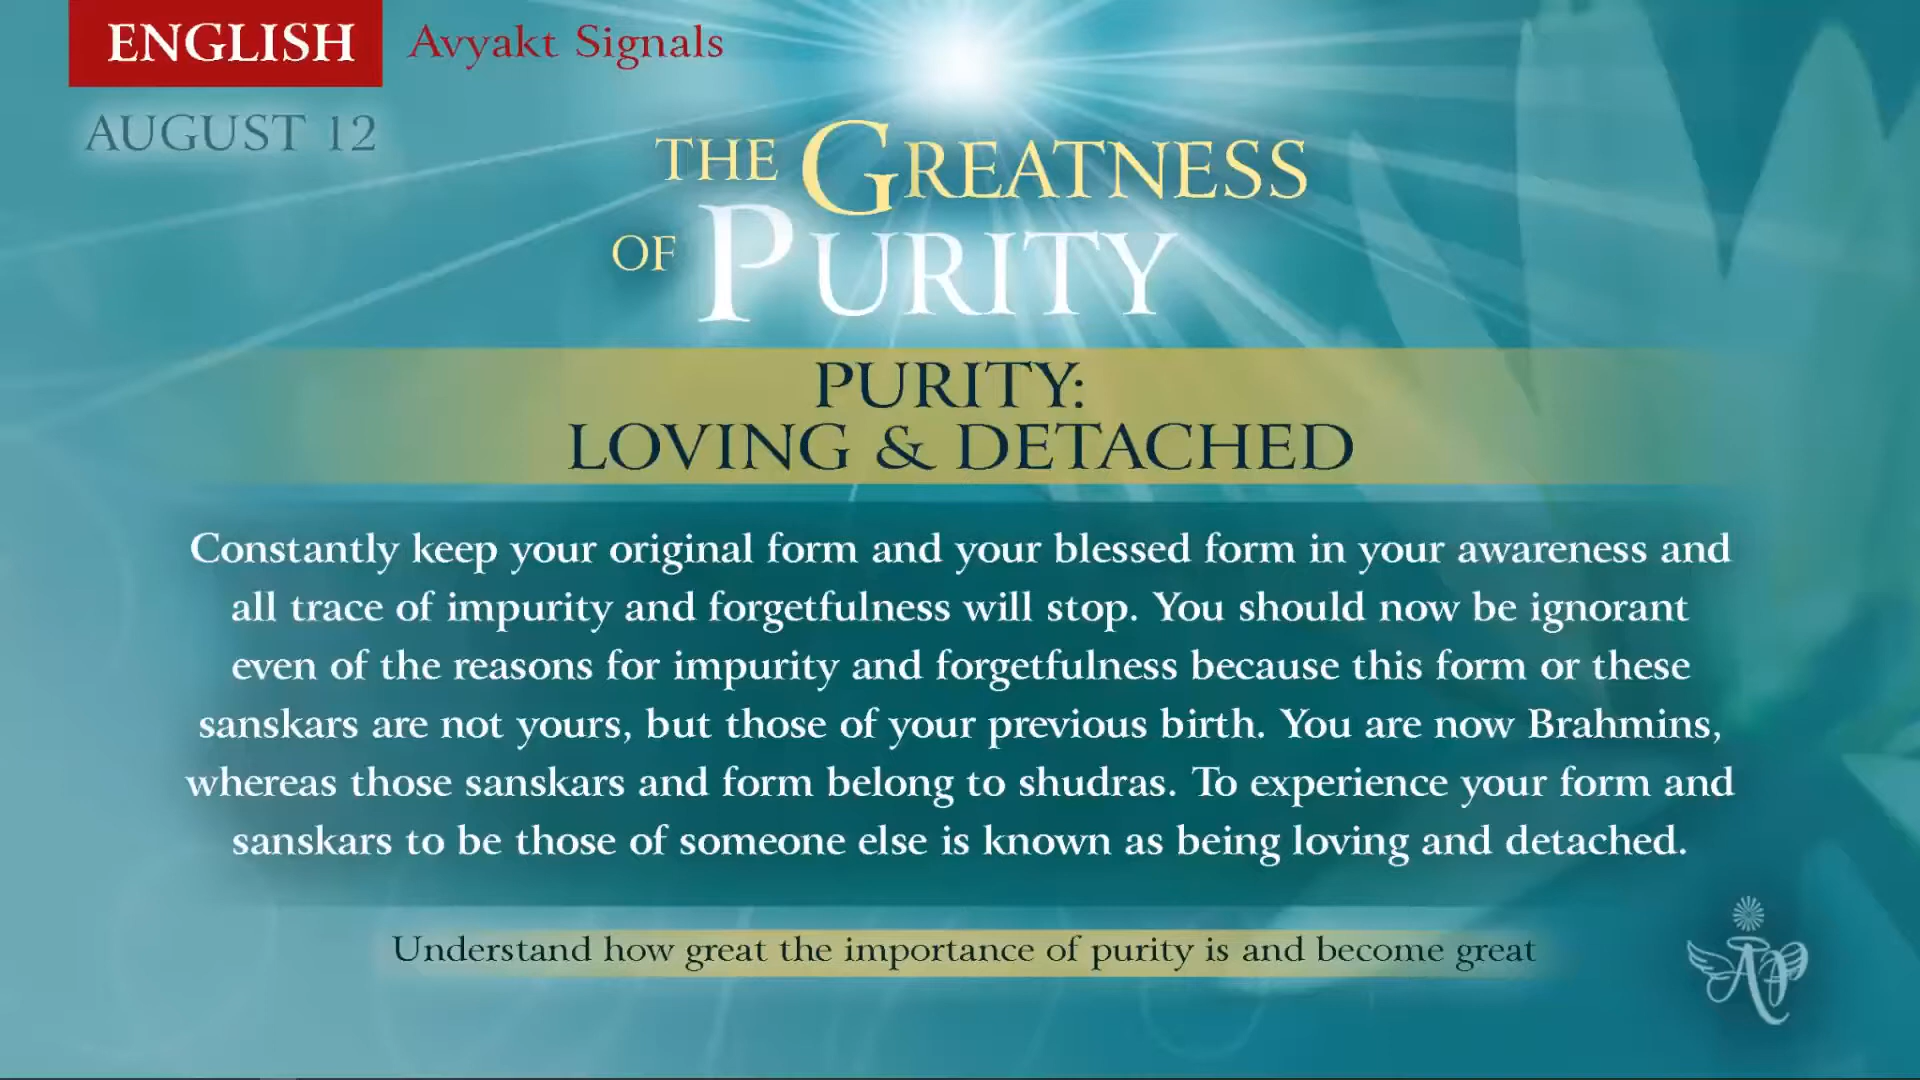 ENGLISH Avyakt Signals
AUGUST 12
THE GREATNESS
OF PURITY
PURITY:
LOVING & DETACHED
Constantly keep your original form and your blessed form in your awareness and
all trace of impurity and forgetfulness will stop. You should now be ignorant
even of the reasons for impurity and forgetfulness because this form or these
sanskars are not yours, but those of your previous birth. You are now Brahmins,
whereas those sanskars and form belong to shudras. To experience your form and
sanskars to be those of someone else is known as being loving and detached.
Understand how great the importance of purity is and become great